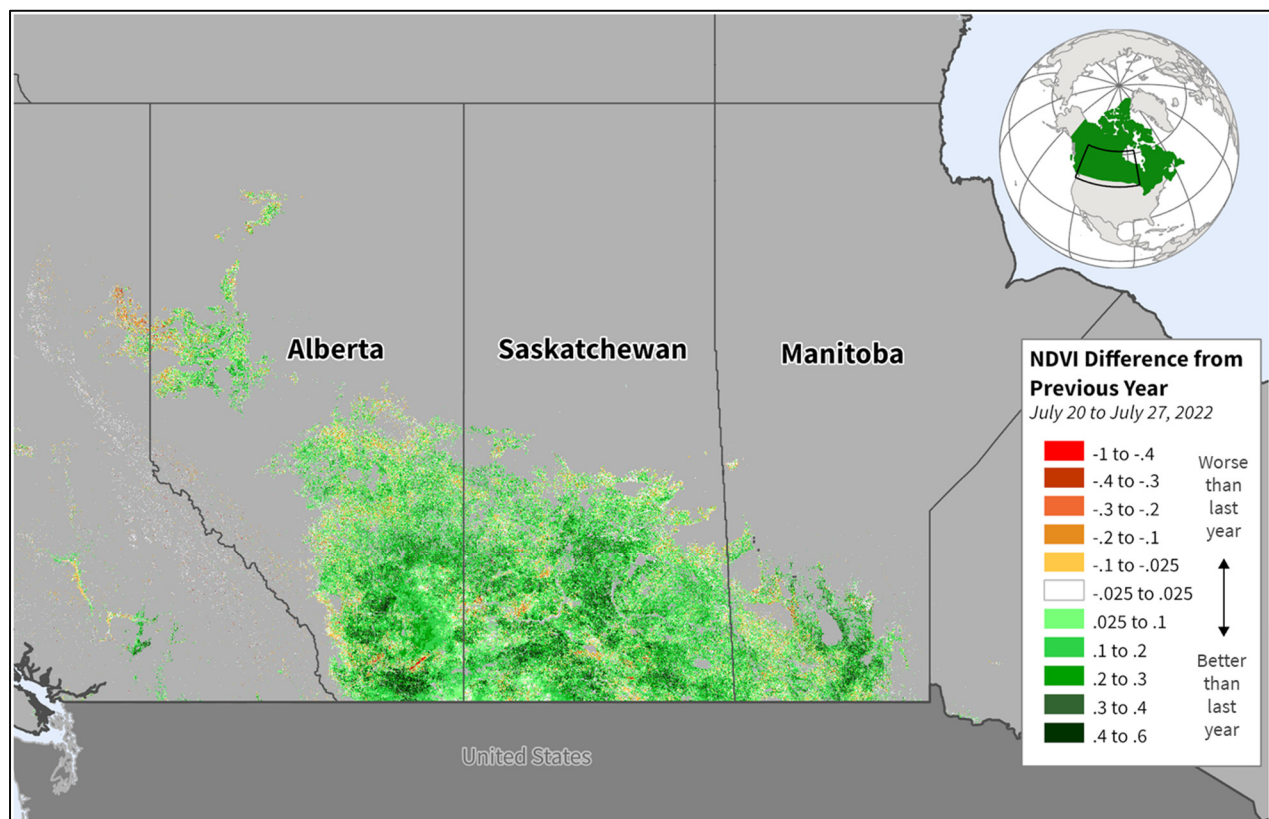 Alberta
Saskatchewan
Manitoba
United States
NDVI Difference from
Previous Year
July 20 to July 27, 2022
-1 to -.4
-.4 to -.3
-.3 to -.2
-.2 to -.1
-.1 to -.025
-.025 to .025
.025 to .1
.1 to .2
.2 to .3
.3 to .4
.4 to .6
Worse
than
last
year
Better
than
last
year